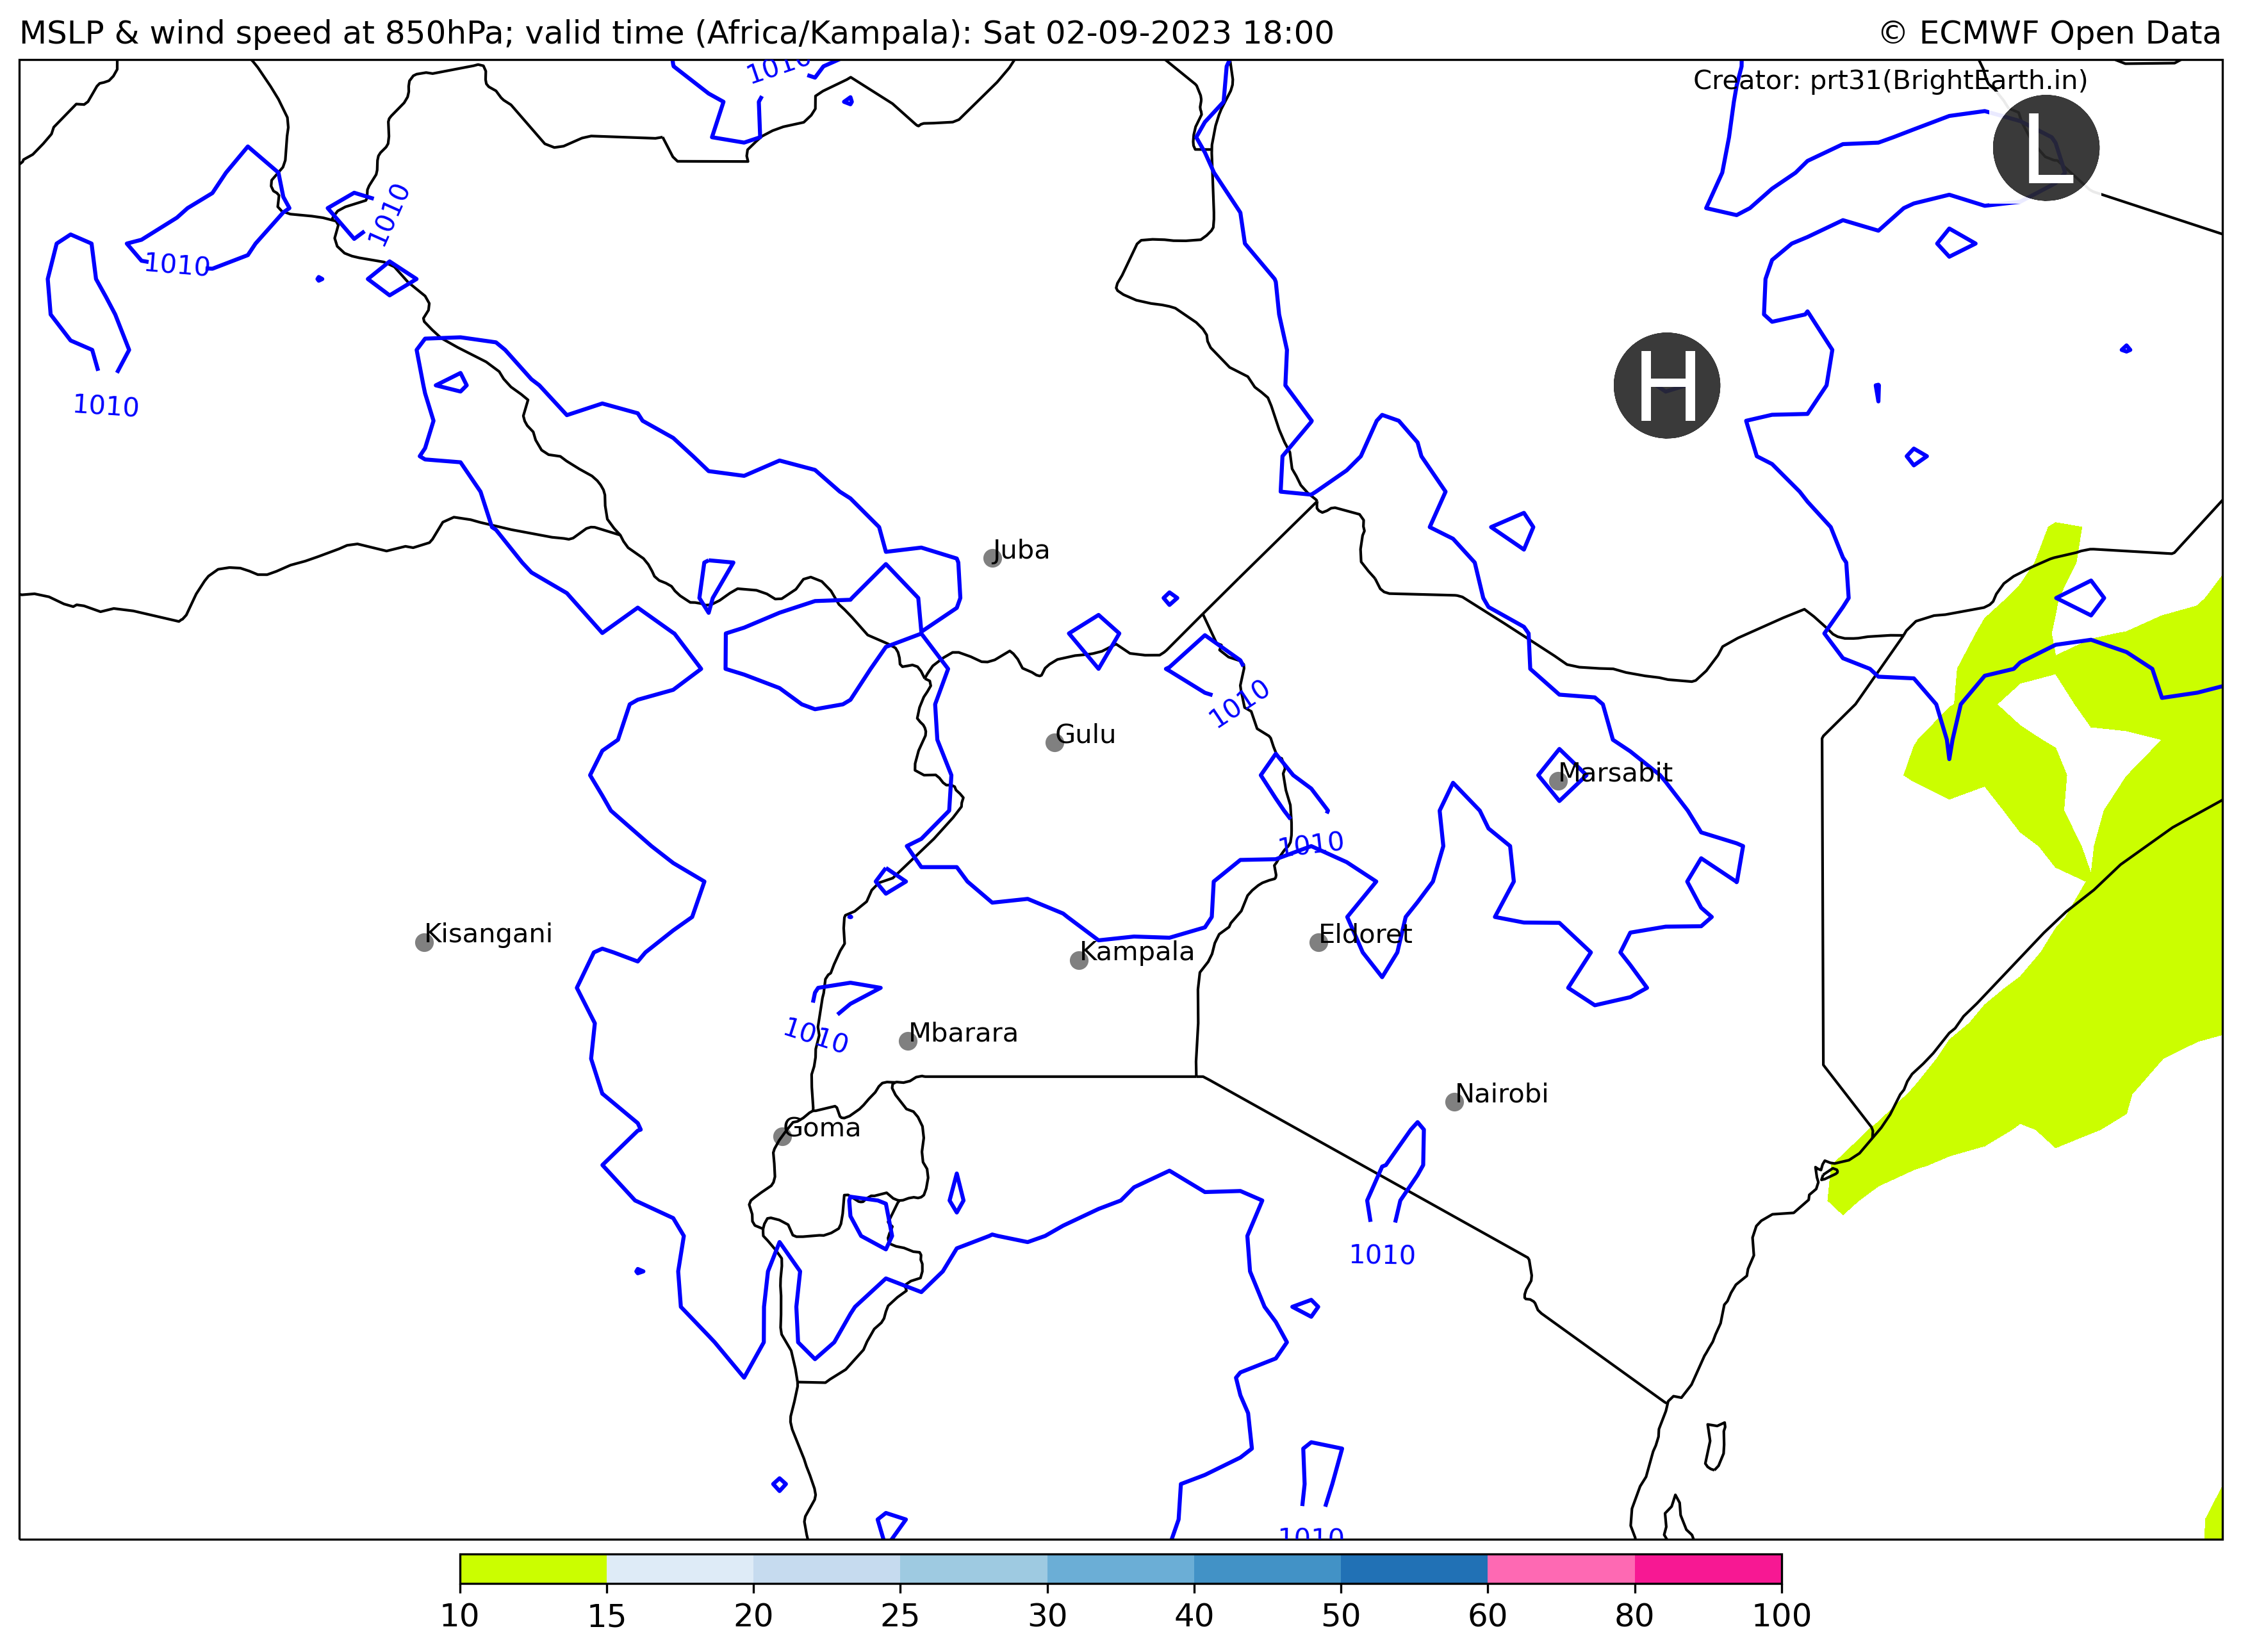 MSLP & wind speed at 850hPa; valid time (Africa/Kampala): Sat 02-09-2023 18:00
© ECMWF Open Data
1010
Creator: prt31(BrightEarth.in)
L
1010
1010
H
1010
Juba
1010
Gulu
Marsabit
1010
Kisangani
Eldoret
Kampala
1010
Mbarara
Nairobi
Goma
1010
1010
10 15 20 25 30 40 50 60 80 100